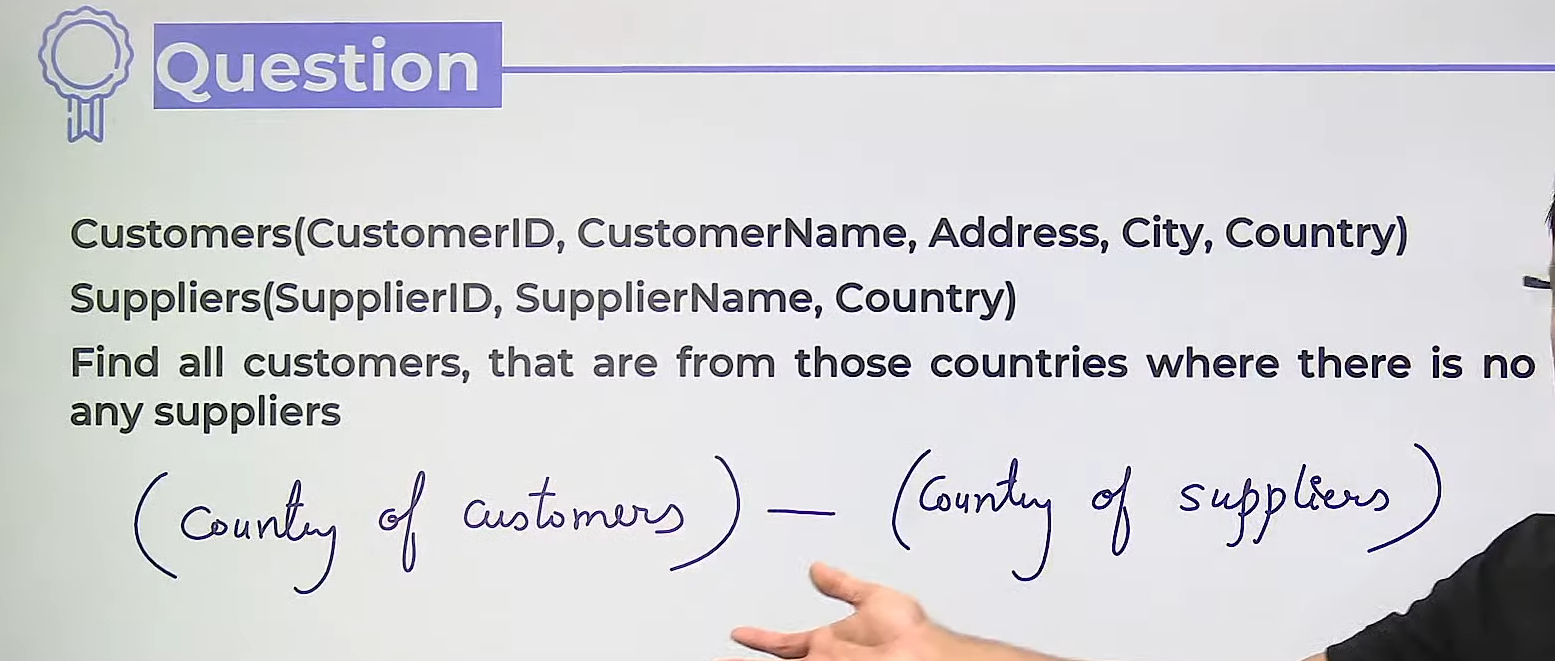 Question
Customers(CustomerID, CustomerName, Address, City, Country)
Suppliers(SupplierID, SupplierName, Country)
Find all customers, that are from those countries where there is no
any suppliers
(Country of customers) — (Country of suppliers)